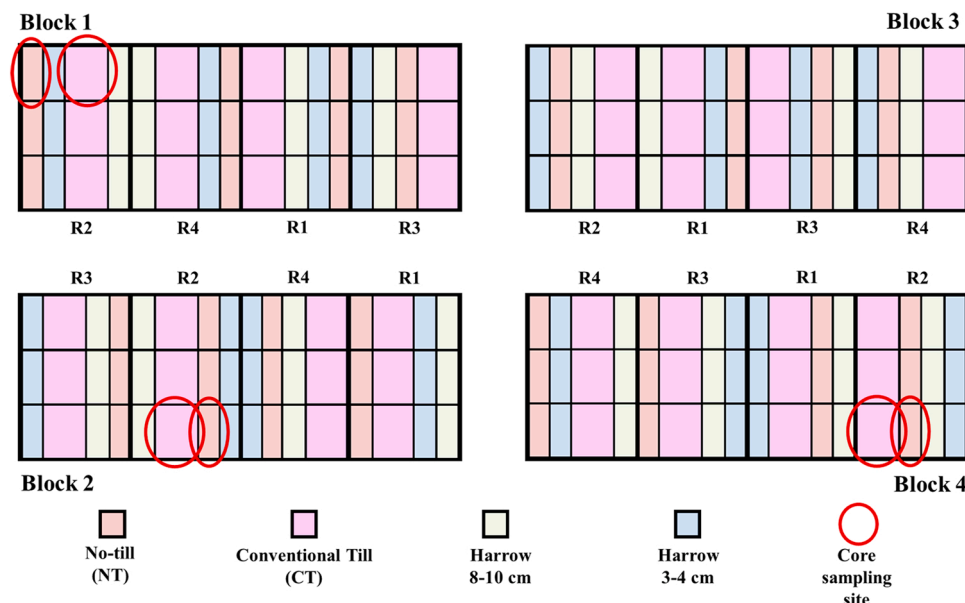 Block 1
Block 3
R2 R4 R1 R3
R2 R1 R3 R4
R3 R2 R4 R1
R4 R3 R1 R2
Block 2
Block 4
No-till
(NT)
Conventional Till
(CT)
Harrow
8-10 cm
Harrow
3-4 cm
Core
sampling
site